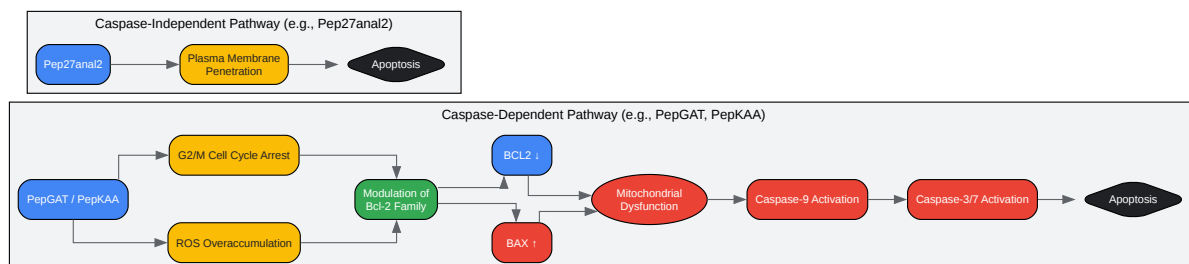 Caspase-Independent Pathway (e.g., Pep27anal2)
Pep27anal2
Plasma Membrane
Penetration
Apoptosis
Caspase-Dependent Pathway (e.g., PepGAT, PepKAA)
PepGAT / PepKAA
G2/M Cell Cycle Arrest
ROS Overaccumulation
Modulation of
Bcl-2 Family
BCL2 ↓
BAX ↑
Mitochondrial
Dysfunction
Caspase-9 Activation
Caspase-3/7 Activation
Apoptosis